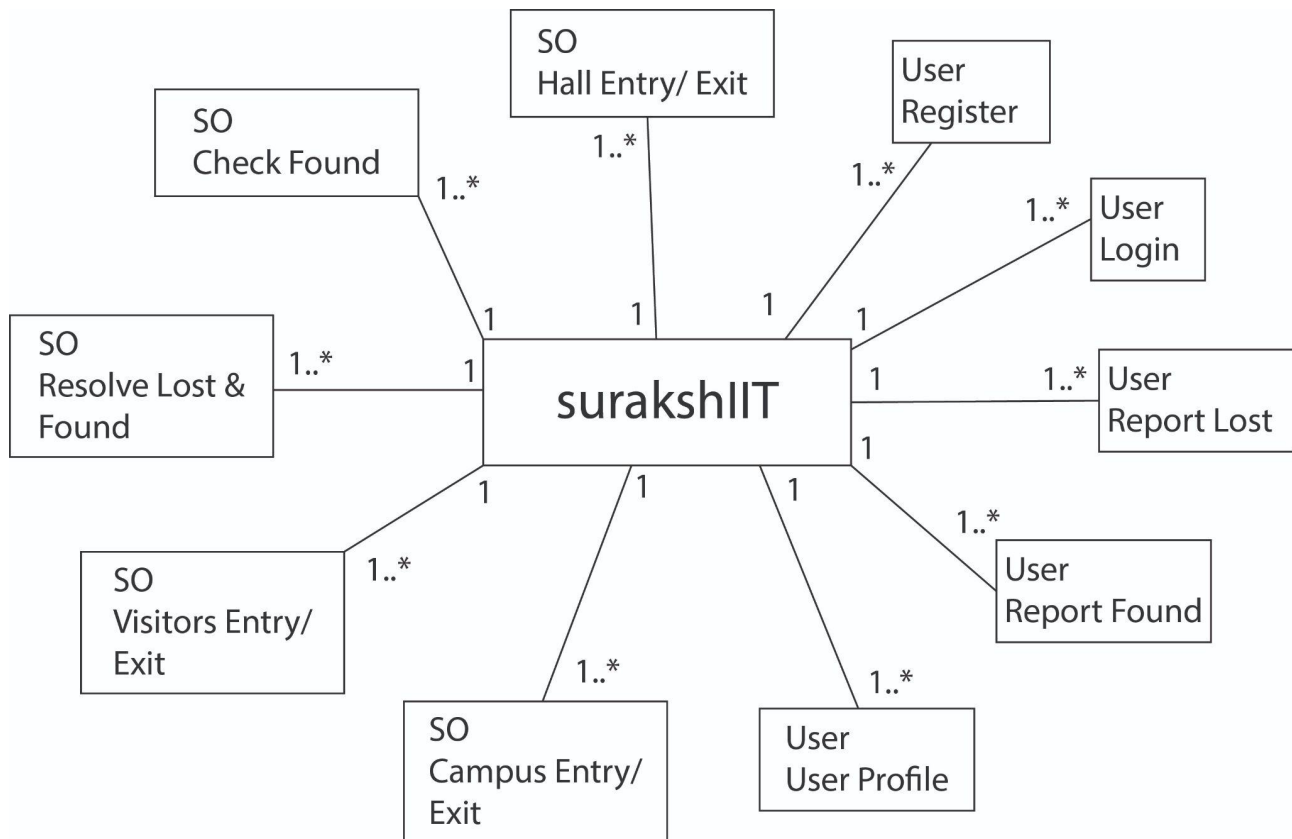 SO
Hall Entry/ Exit
User
Register
SO
Check Found
1..*
1..*
1..*
User
Login
1..*
1
1
1
1
SO
Resolve Lost &
Found
1..*
1
surakshIIT
1
1..*
User
Report Lost
1
1
1
1
SO
Visitors Entry/
Exit
1..*
1..*
User
Report Found
1..*
1..*
SO
Campus Entry/
Exit
User
User Profile